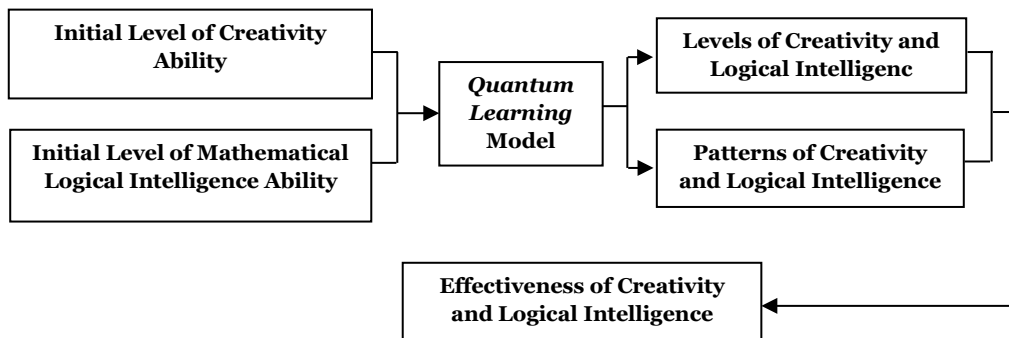 Initial Level of Creativity
Ability
Initial Level of Mathematical
Logical Intelligence Ability
Quantum
Learning
Model
Levels of Creativity and
Logical Intelligenc
Patterns of Creativity
and Logical Intelligence
Effectiveness of Creativity
and Logical Intelligence